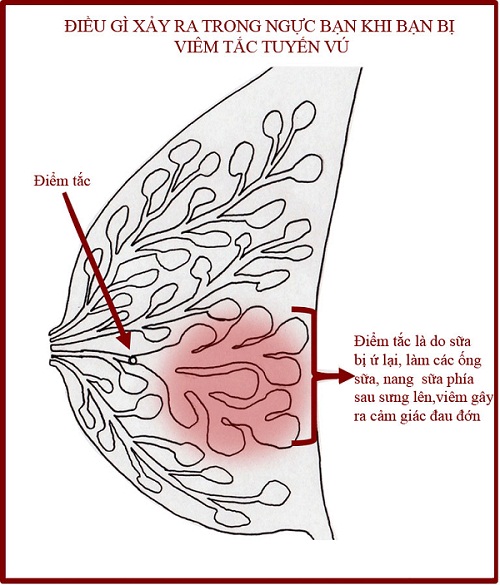 ĐIỀU GÌ XẢY RA TRONG NGỰC BẠN KHI BẠN BỊ
VIÊM TẮC TUYẾN VÚ
Điểm tắc
Điểm tắc là do sữa
bị ứ lại, làm các ống
sữa, nang sữa phía
sau sưng lên,viêm gây
ra cảm giác đau đớn